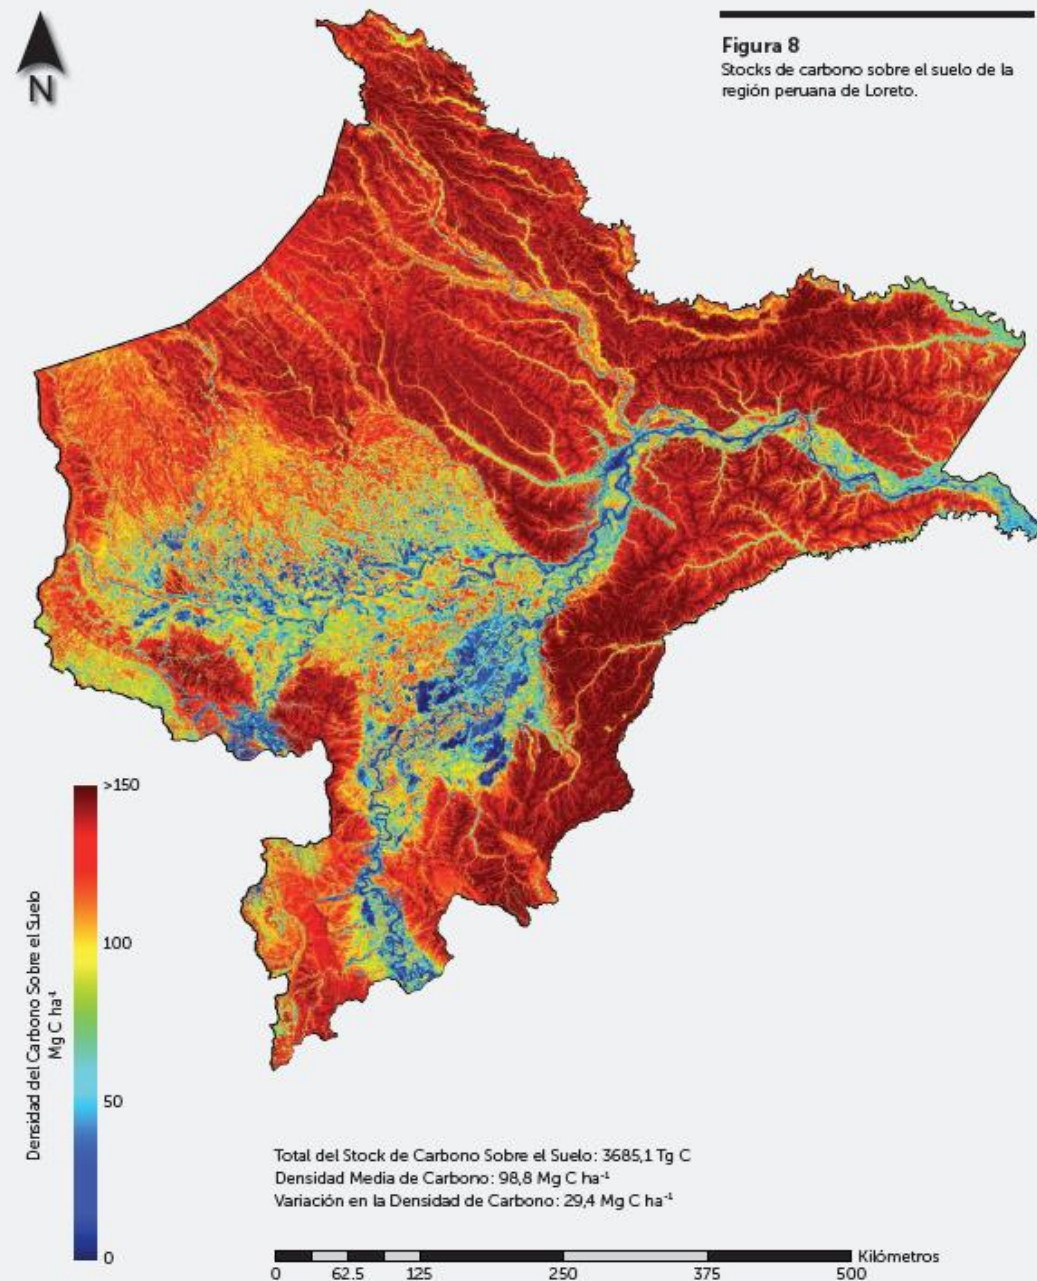 N
Figura 8
Stocks de carbono sobre el suelo de la
región peruana de Loreto.
>150
100
50
0
Densidad del Carbono Sobre el Suelo
Mg C ha⁻¹
Total del Stock de Carbono Sobre el Suelo: 3685,1 Tg C
Densidad Media de Carbono: 98,8 Mg C ha⁻¹
Variación en la Densidad de Carbono: 29,4 Mg C ha⁻¹
Kilómetros
0 62.5 125 250 375 500